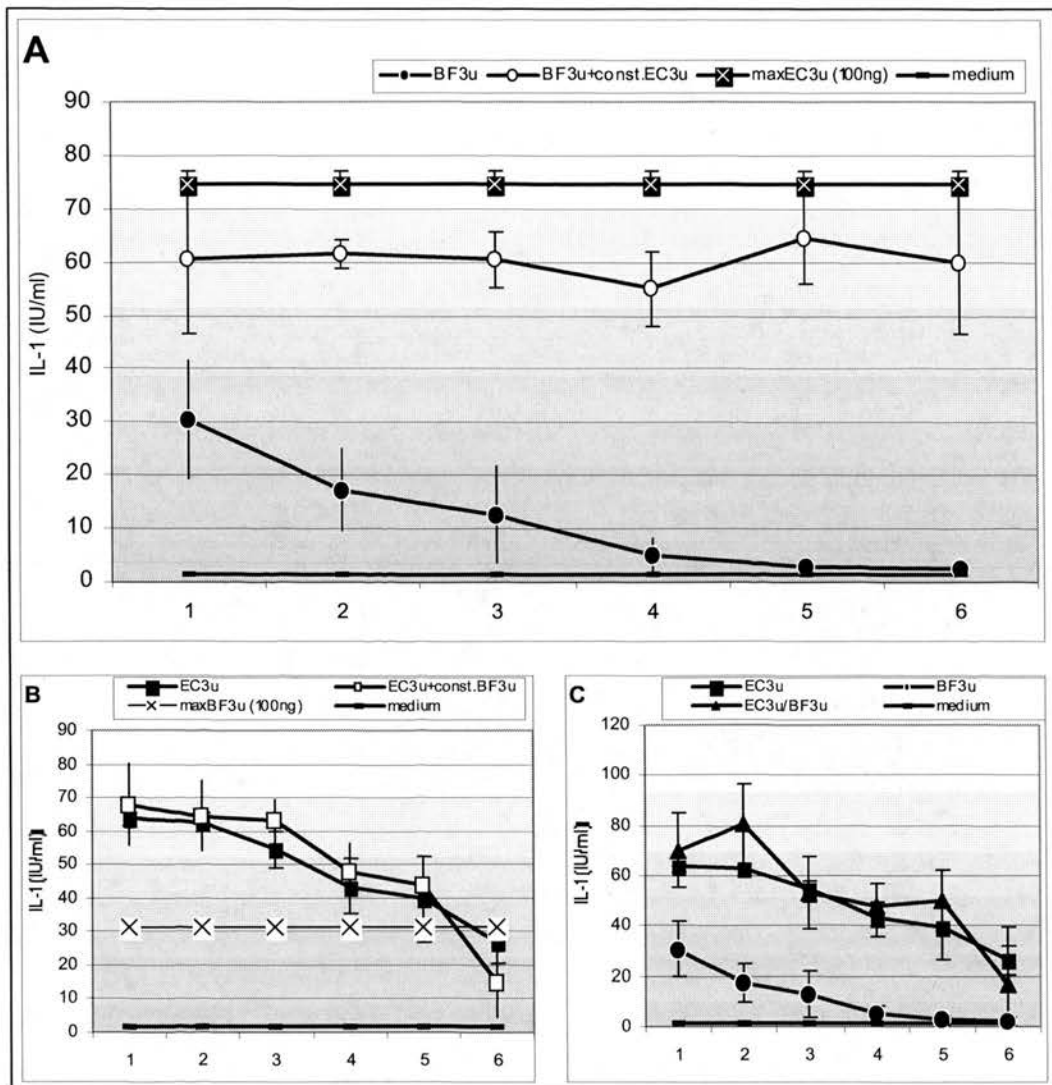 A
BF3u BF3u+const.EC3u maxEC3u (100ng) medium
90
80
70
60
50
40
30
20
10
0
IL-1 (IU/ml)
1 2 3 4 5 6
B
EC3u EC3u+const.BF3u
maxBF3u (100ng) medium
90
80
70
60
50
40
30
20
10
0
IL-1 (IU/ml)
1 2 3 4 5 6
C
EC3u BF3u
EC3u/BF3u medium
120
100
80
60
40
20
0
IL-1 (IU/ml)
1 2 3 4 5 6